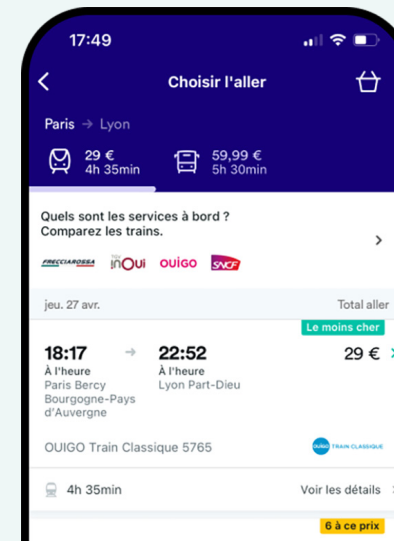 17:49
Choisir l'aller
Paris → Lyon
29 € 59,99 €
4h 35min 5h 30min
Quels sont les services à bord ?
Comparez les trains.
FRECCIAROSSA TGV inOui OUIGO SNCF
jeu. 27 avr. Total aller
Le moins cher
18:17 → 22:52 29 €
À l'heure À l'heure
Paris Bercy Lyon Part-Dieu
Bourgogne-Pays
d'Auvergne
OUIGO Train Classique 5765 OUIGO TRAIN CLASSIQUE
4h 35min Voir les détails
6 à ce prix